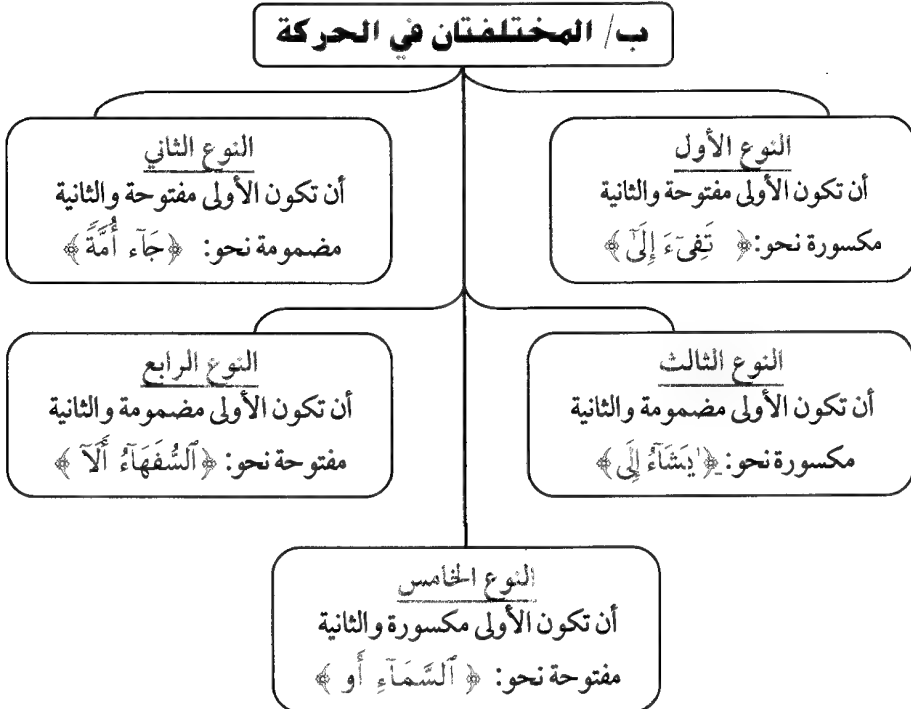 ب/ المختلفتان في الحركة
النوع الأول
أن تكون الأولى مفتوحة والثانية
مكسورة نحو: ﴿ تَفِيٓءَ إِلَىٰٓ ﴾
النوع الثاني
أن تكون الأولى مفتوحة والثانية
مضمومة نحو: ﴿جَآءَ أُمَّةً﴾
النوع الثالث
أن تكون الأولى مضمومة والثانية
مكسورة نحو: ﴿يَشَآءُ إِلَى﴾
النوع الرابع
أن تكون الأولى مضمومة والثانية
مفتوحة نحو: ﴿ٱلسُّفَهَآءُ أَلَآ﴾
النوع الخامس
أن تكون الأولى مكسورة والثانية
مفتوحة نحو: ﴿ ٱلسَّمَآءِ أَو ﴾